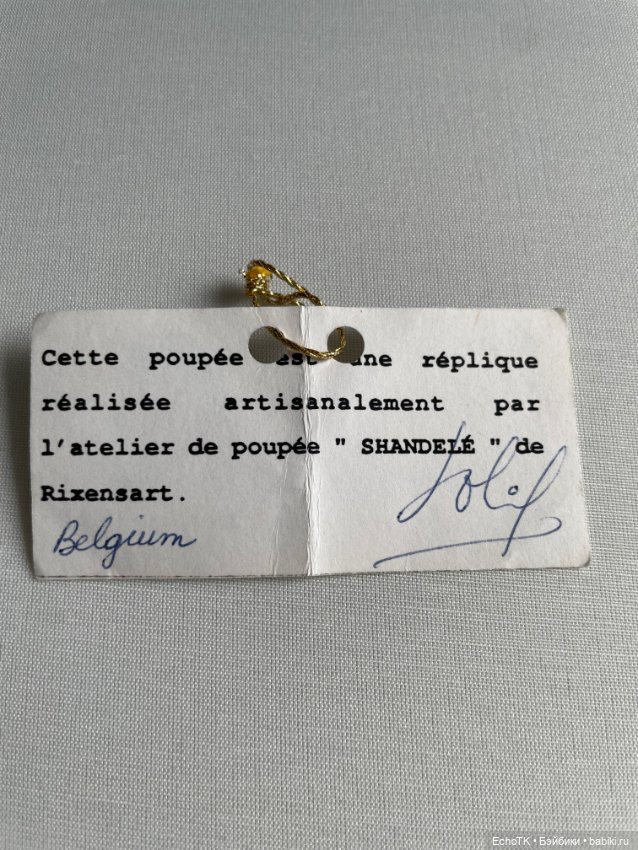 Cette poupée est une réplique
réalisée artisanalement par
l'atelier de poupée " SHANDELÉ " de
Rixensart.
Belgium
EchoTK • Бэйбики • babiki.ru